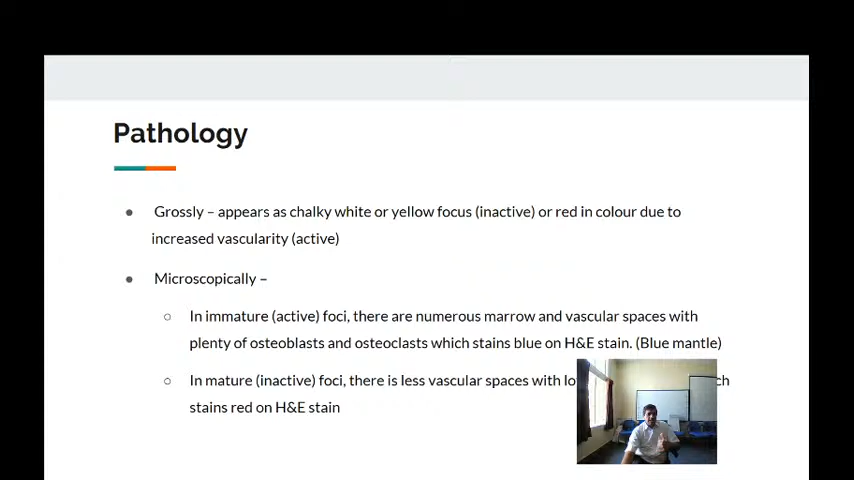 Pathology
● Grossly – appears as chalky white or yellow focus (inactive) or red in colour due to
increased vascularity (active)
● Microscopically –
○ In immature (active) foci, there are numerous marrow and vascular spaces with
plenty of osteoblasts and osteoclasts which stains blue on H&E stain. (Blue mantle)
○ In mature (inactive) foci, there is less vascular spaces with
stains red on H&E stain